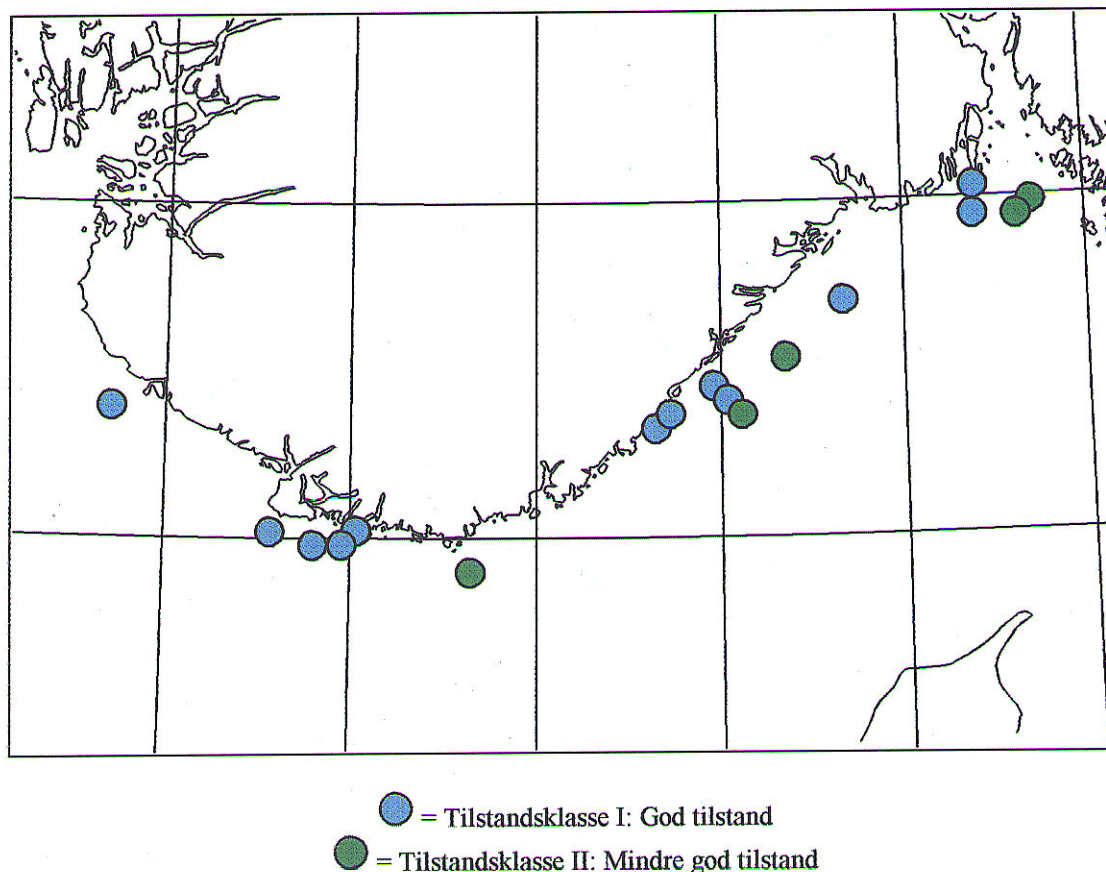 = Tilstandsklasse I: God tilstand
= Tilstandsklasse II: Mindre god tilstand